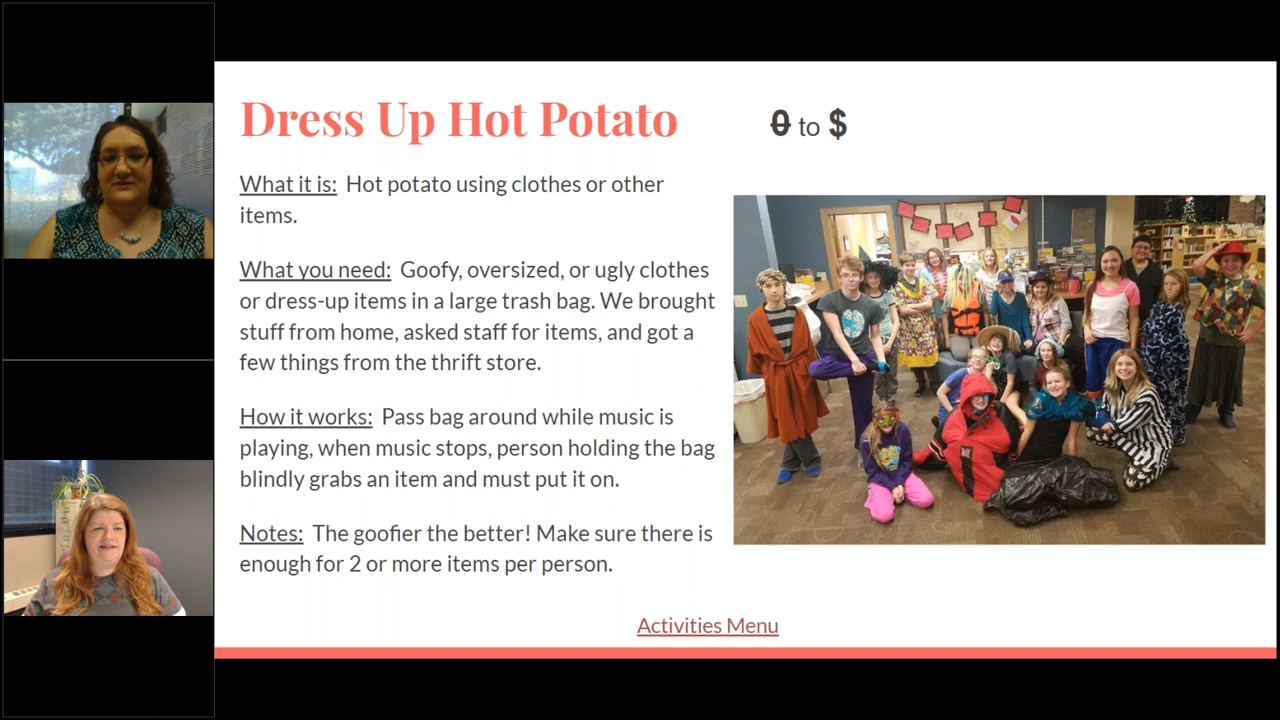 Dress Up Hot Potato
0 to $
What it is: Hot potato using clothes or other
items.
What you need: Goofy, oversized, or ugly clothes
or dress-up items in a large trash bag. We brought
stuff from home, asked staff for items, and got a
few things from the thrift store.
How it works: Pass bag around while music is
playing, when music stops, person holding the bag
blindly grabs an item and must put it on.
Notes: The goofier the better! Make sure there is
enough for 2 or more items per person.
Activities Menu